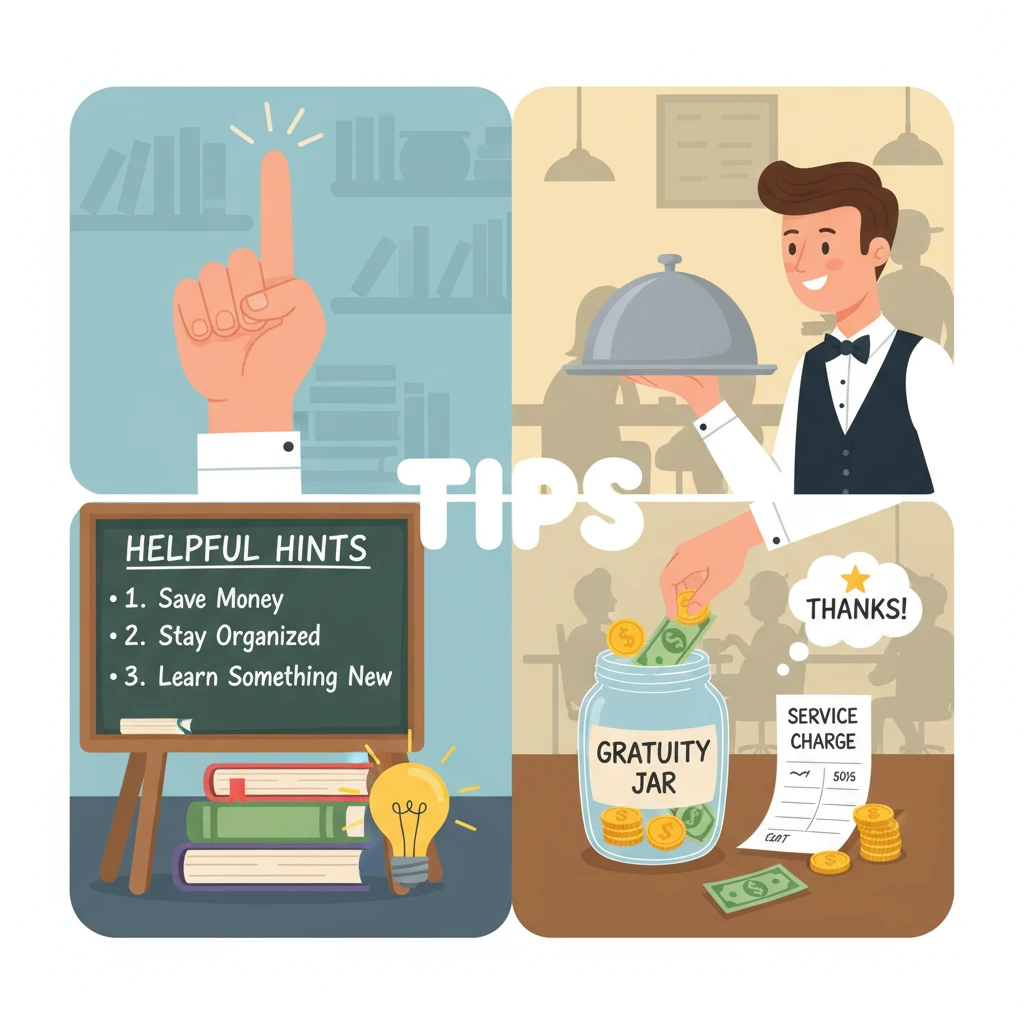 TIPS
HELPFUL HINTS
• 1. Save Money
• 2. Stay Organized
• 3. Learn Something New
THANKS!
GRATUITY
JAR
SERVICE
CHARGE